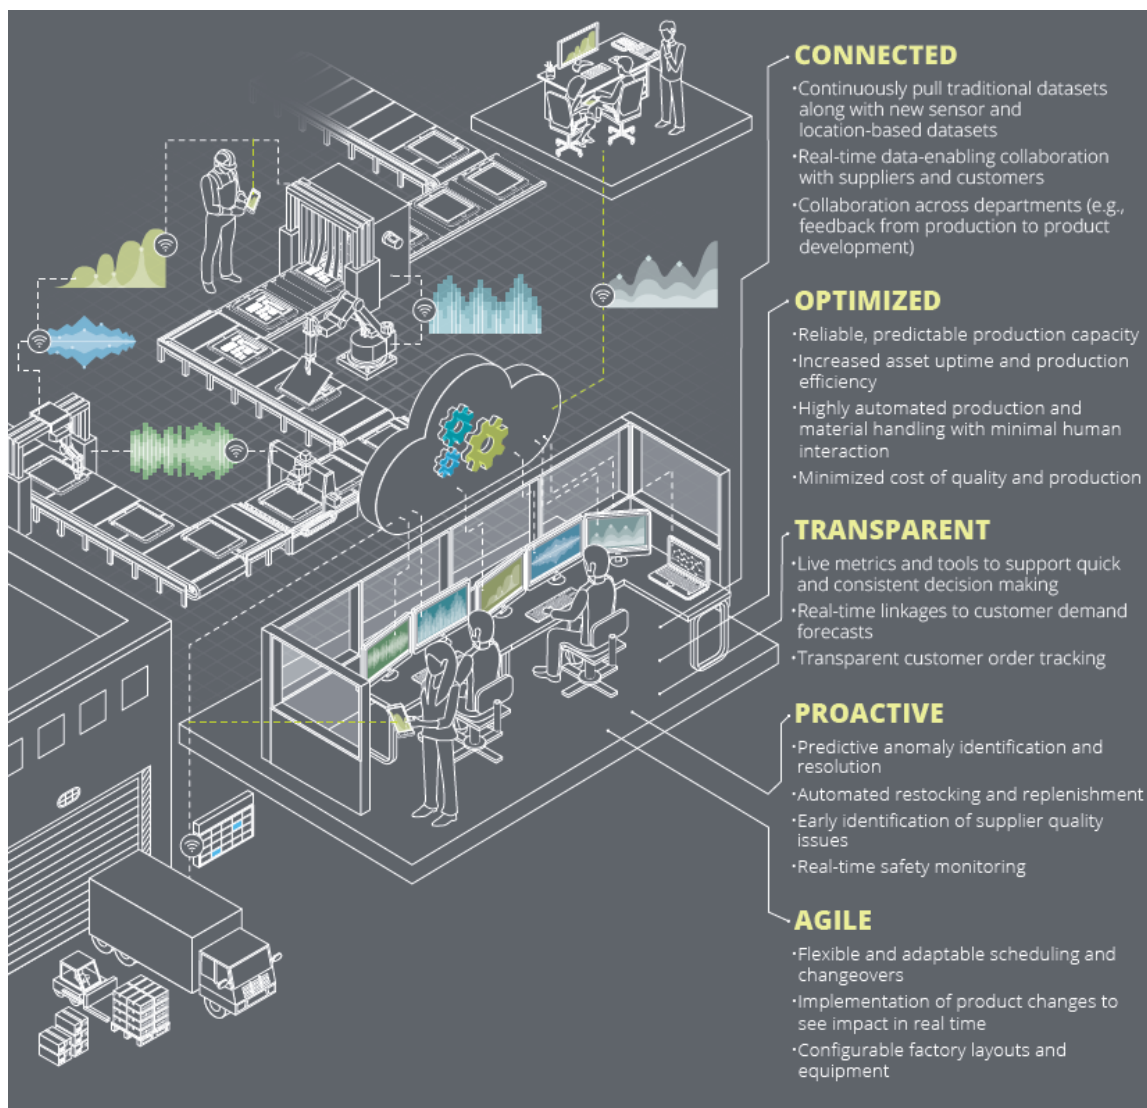 CONNECTED
·Continuously pull traditional datasets
along with new sensor and
location-based datasets
·Real-time data-enabling collaboration
with suppliers and customers
·Collaboration across departments (e.g.,
feedback from production to product
development)
OPTIMIZED
·Reliable, predictable production capacity
·Increased asset uptime and production
efficiency
·Highly automated production and
material handling with minimal human
interaction
·Minimized cost of quality and production
TRANSPARENT
·Live metrics and tools to support quick
and consistent decision making
·Real-time linkages to customer demand
forecasts
·Transparent customer order tracking
PROACTIVE
·Predictive anomaly identification and
resolution
·Automated restocking and replenishment
·Early identification of supplier quality
issues
·Real-time safety monitoring
AGILE
·Flexible and adaptable scheduling and
changeovers
·Implementation of product changes to
see impact in real time
·Configurable factory layouts and
equipment